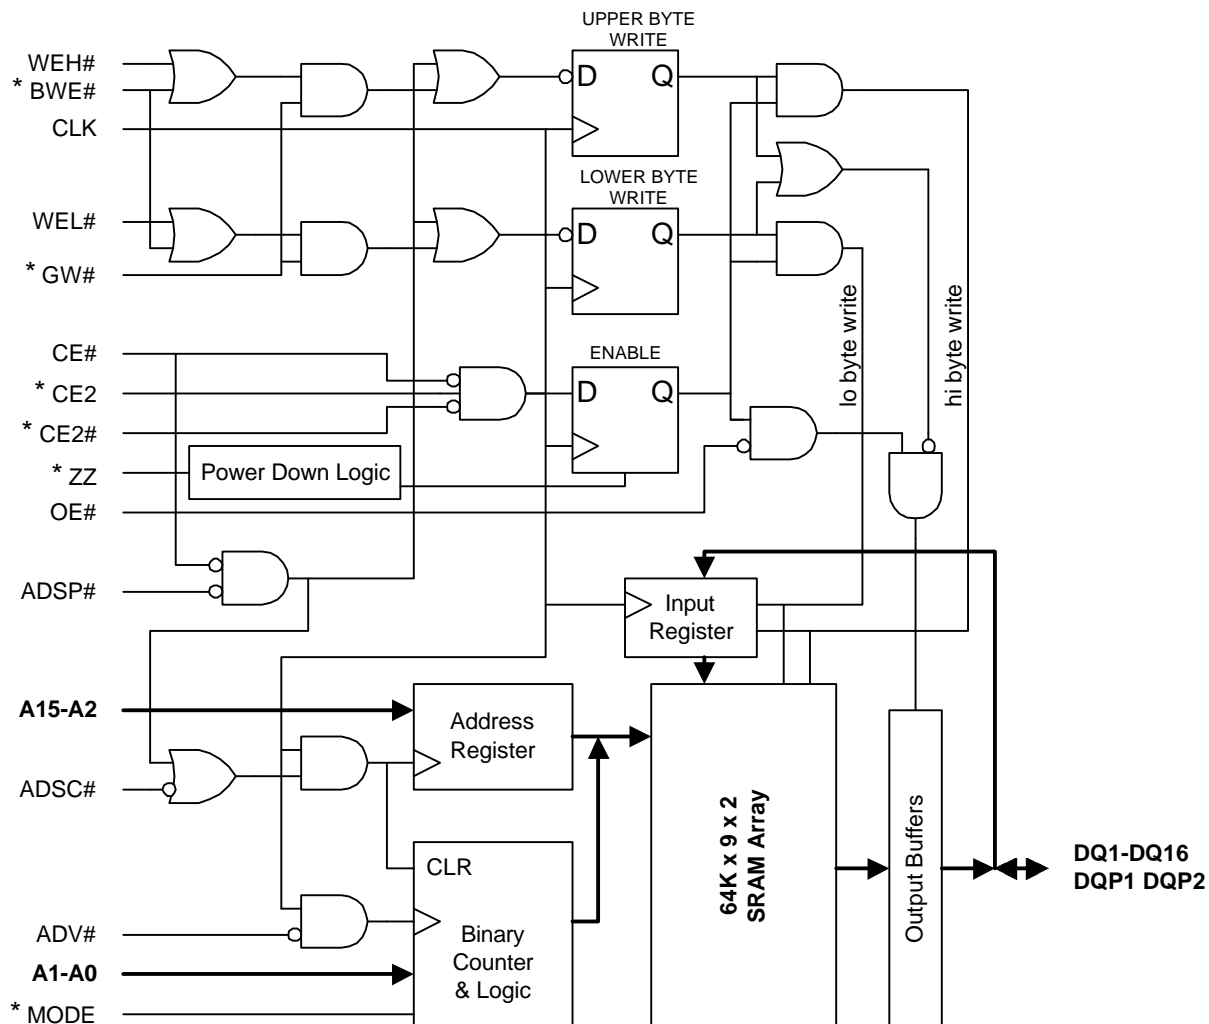 UPPER BYTE
WRITE
WEH#
* BWE#
CLK
D
Q
LOWER BYTE
WRITE
WEL#
* GW#
D
Q
CE#
* CE2
* CE2#
* ZZ
OE#
Power Down Logic
ENABLE
D
Q
lo byte write
hi byte write
ADSP#
Input
Register
A15-A2
Address
Register
ADSC#
CLR
Binary
Counter
& Logic
ADV#
A1-A0
* MODE
64K x 9 x 2
SRAM Array
Output Buffers
DQ1-DQ16
DQP1 DQP2